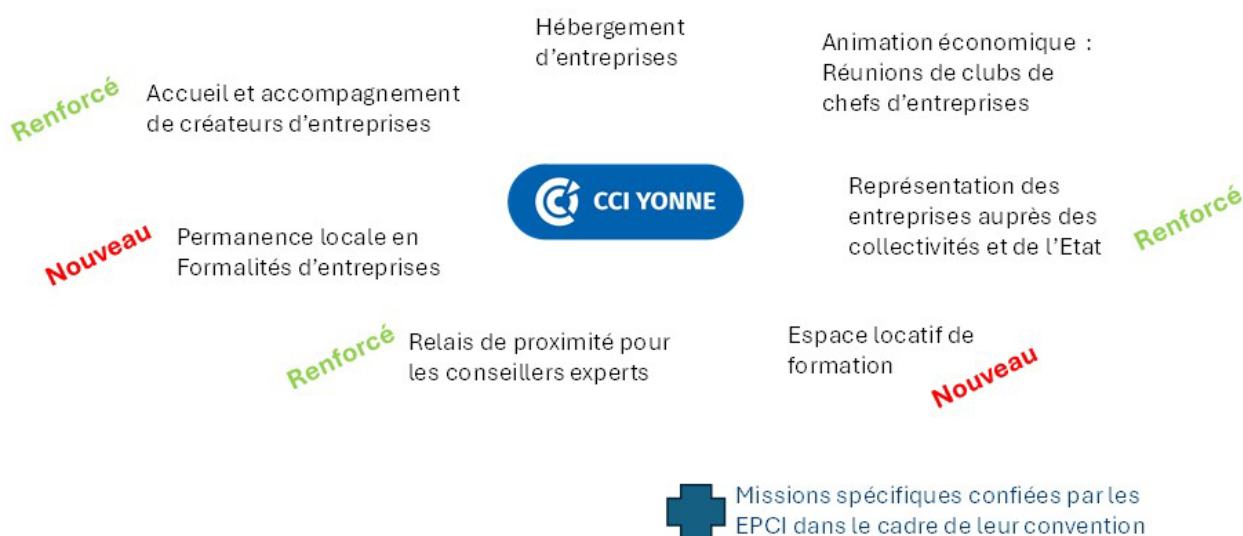 Hébergement
d'entreprises
Animation économique :
Réunions de clubs de
chefs d'entreprises
Renforcé
Accueil et accompagnement
de créateurs d'entreprises
CCI YONNE
Représentation des
entreprises auprès des
collectivités et de l'Etat
Renforcé
Nouveau
Permanence locale en
Formalités d'entreprises
Renforcé
Relais de proximité pour
les conseillers experts
Espace locatif de
formation
Nouveau
Missions spécifiques confiées par les
EPCI dans le cadre de leur convention